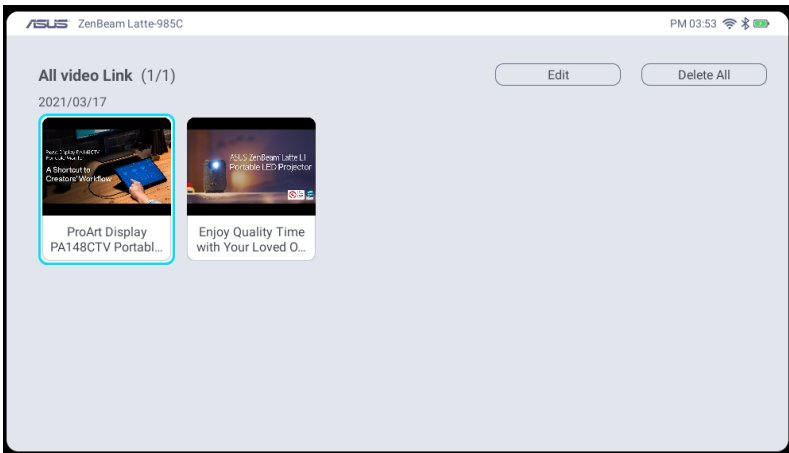 ASUS ZenBeam Latte-985C PM 03:53
All video Link (1/1) Edit Delete All
2021/03/17
PA148CTV
A Shortcut to
Creators' Workflow
ASUS ZenBeam Latte L1
Portable LED Projector
ProArt Display
PA148CTV Portabl...
Enjoy Quality Time
with Your Loved O...